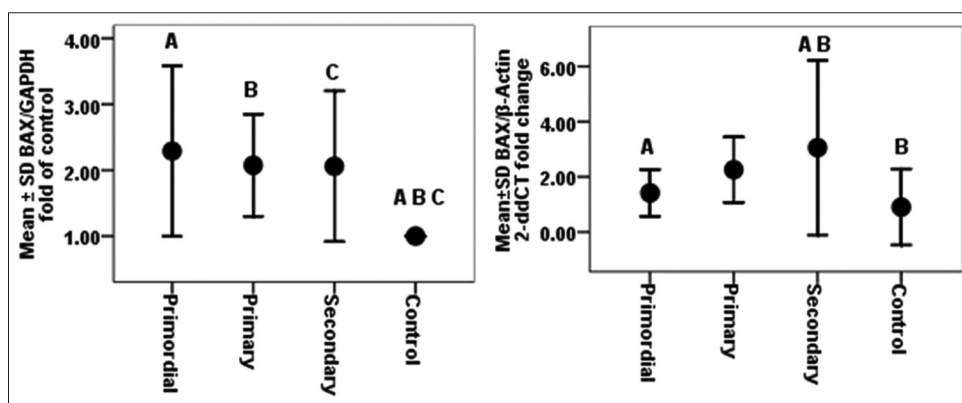 Mean ± SD BAX/GAPDH
fold of control
4.00
3.00
2.00
1.00
A
B
C
A B C
Primordial
Primary
Secondary
Control
Mean±SD BAX/β-Actin
2-ddCT fold change
6.00
4.00
2.00
0.00
A
A B
B
Primordial
Primary
Secondary
Control